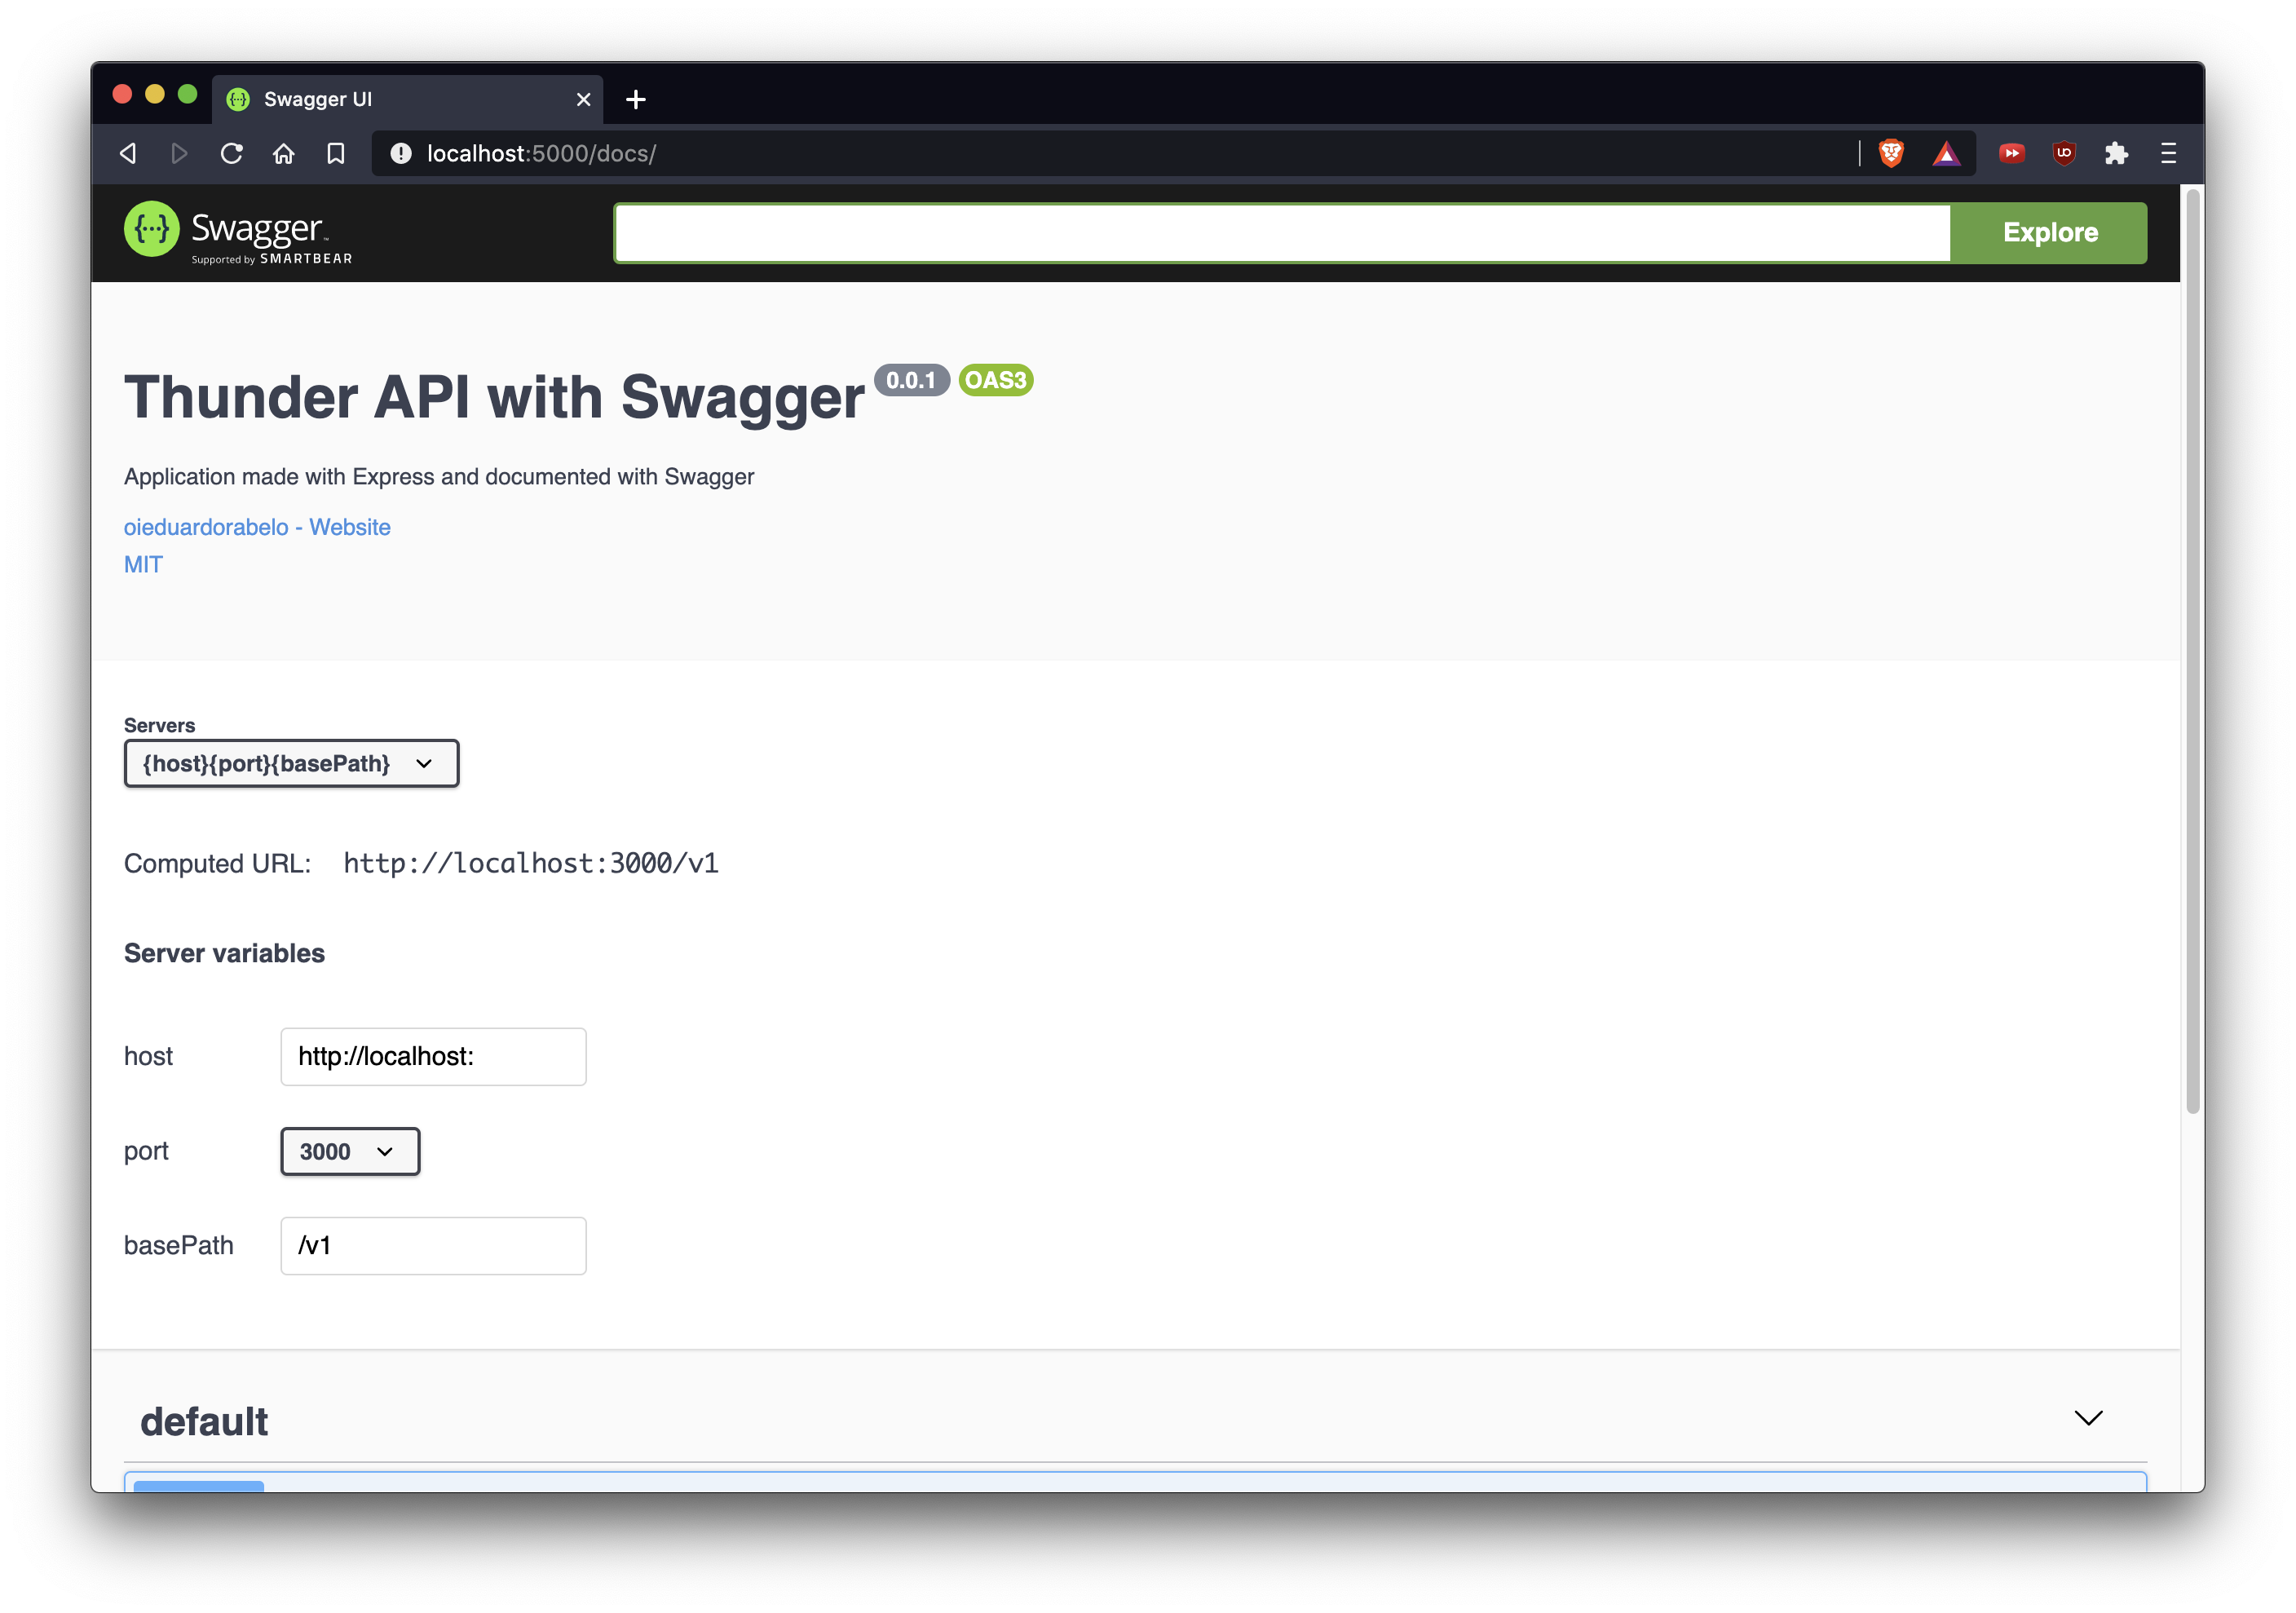 Swagger UI
localhost:5000/docs/
Swagger™
Supported by SMARTBEAR
Explore
Thunder API with Swagger 0.0.1 OAS3
Application made with Express and documented with Swagger
oieduardorabelo - Website
MIT
Servers
{host}{port}{basePath}
Computed URL: http://localhost:3000/v1
Server variables
host http://localhost:
port 3000
basePath /v1
default